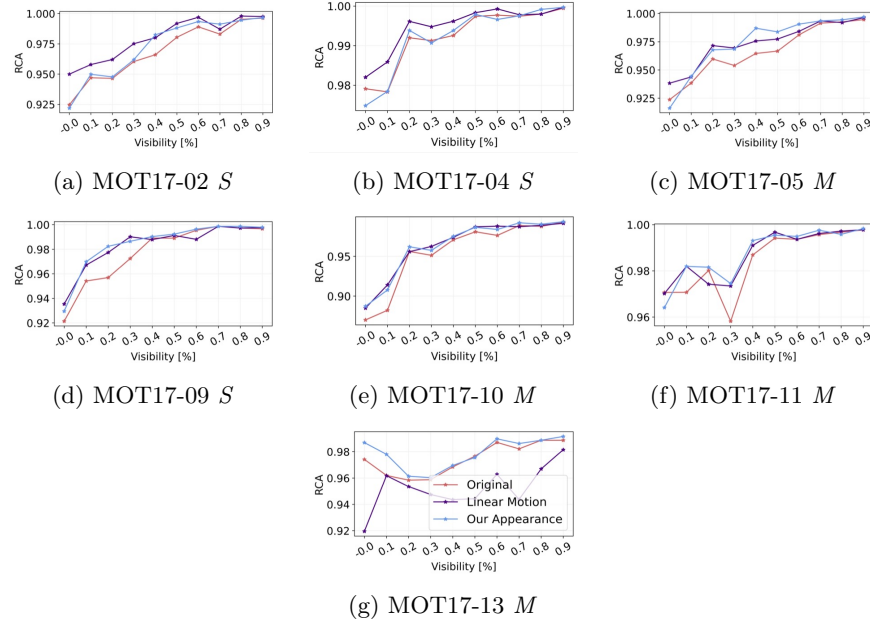 1.000
0.975
0.950
0.925
RCA
-0.0 0.1 0.2 0.3 0.4 0.5 0.6 0.7 0.8 0.9
Visibility [%]
(a) MOT17-02 S
1.00
0.99
0.98
RCA
-0.0 0.1 0.2 0.3 0.4 0.5 0.6 0.7 0.8 0.9
Visibility [%]
(b) MOT17-04 S
1.000
0.975
0.950
0.925
RCA
-0.0 0.1 0.2 0.3 0.4 0.5 0.6 0.7 0.8 0.9
Visibility [%]
(c) MOT17-05 M
1.00
0.98
0.96
0.94
0.92
RCA
-0.0 0.1 0.2 0.3 0.4 0.5 0.6 0.7 0.8 0.9
Visibility [%]
(d) MOT17-09 S
0.95
0.90
RCA
-0.0 0.1 0.2 0.3 0.4 0.5 0.6 0.7 0.8 0.9
Visibility [%]
(e) MOT17-10 M
1.00
0.98
0.96
RCA
-0.0 0.1 0.2 0.3 0.4 0.5 0.6 0.7 0.8 0.9
Visibility [%]
(f) MOT17-11 M
0.98
0.96
0.94
0.92
RCA
Original
Linear Motion
Our Appearance
-0.0 0.1 0.2 0.3 0.4 0.5 0.6 0.7 0.8 0.9
Visibility [%]
(g) MOT17-13 M